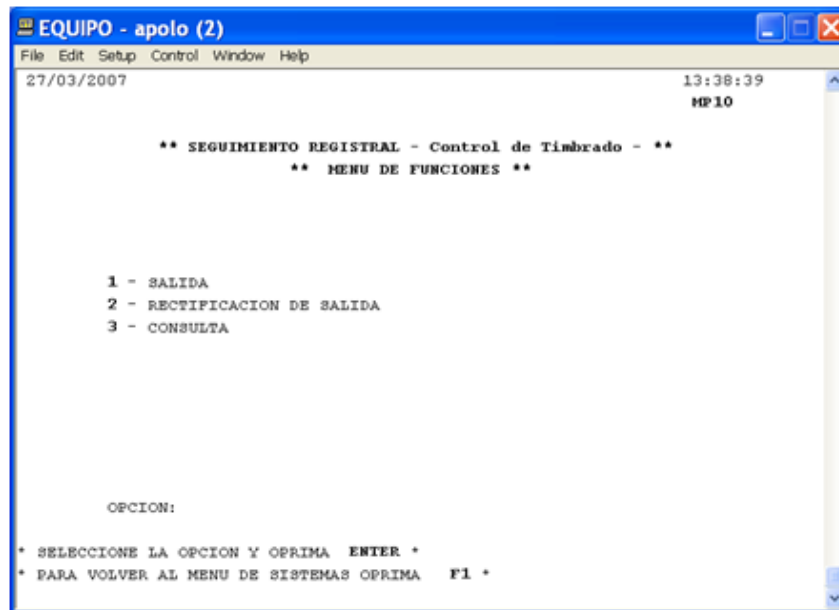 EQUIPO - apolo (2)
File Edit Setup Control Window Help
27/03/2007 13:38:39
MP10
** SEGUIMIENTO REGISTRAL - Control de Timbrado - **
** MENU DE FUNCIONES **
1 - SALIDA
2 - RECTIFICACION DE SALIDA
3 - CONSULTA
OPCION:
* SELECCIONE LA OPCION Y OPRIMA ENTER *
* PARA VOLVER AL MENU DE SISTEMAS OPRIMA F1 *